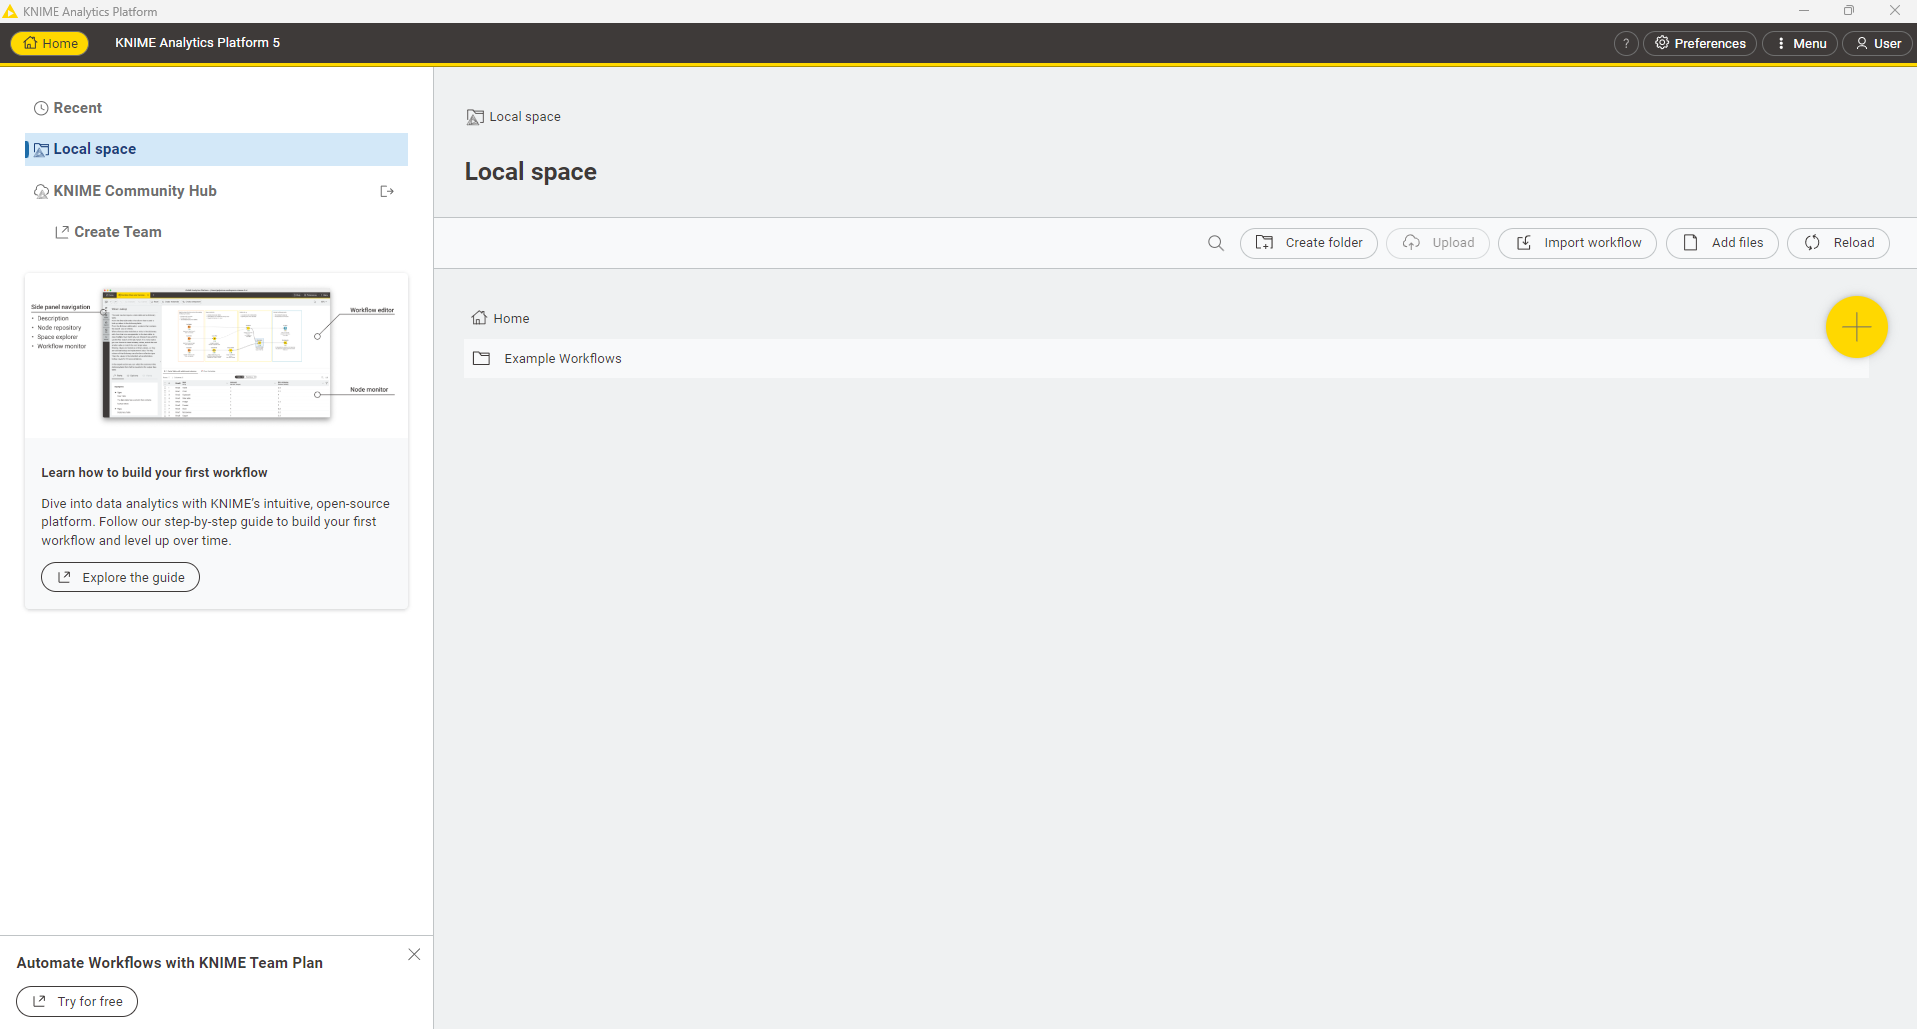 KNIME Analytics Platform
Home
KNIME Analytics Platform 5
?
Preferences
Menu
User
Recent
Local space
KNIME Community Hub
Create Team
Side panel navigation
• Description
• Node repository
• Space explorer
• Workflow monitor
Workflow editor
Node monitor
Learn how to build your first workflow
Dive into data analytics with KNIME's intuitive, open-source
platform. Follow our step-by-step guide to build your first
workflow and level up over time.
Explore the guide
Automate Workflows with KNIME Team Plan
Try for free
Local space
Local space
Create folder
Upload
Import workflow
Add files
Reload
Home
Example Workflows